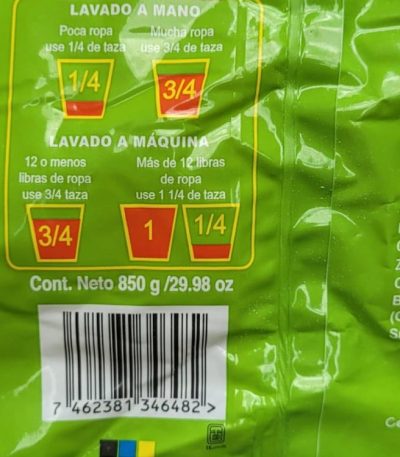 LAVADO A MANO
Poca ropa
use 1/4 de taza
Mucha ropa
use 3/4 de taza
1/4
3/4
LAVADO A MÁQUINA
12 o menos
libras de ropa
use 3/4 taza
Más de 12 libras
de ropa
use 1 1/4 de taza
3/4
1
1/4
Cont. Neto 850 g /29.98 oz
7 462381 346482 >